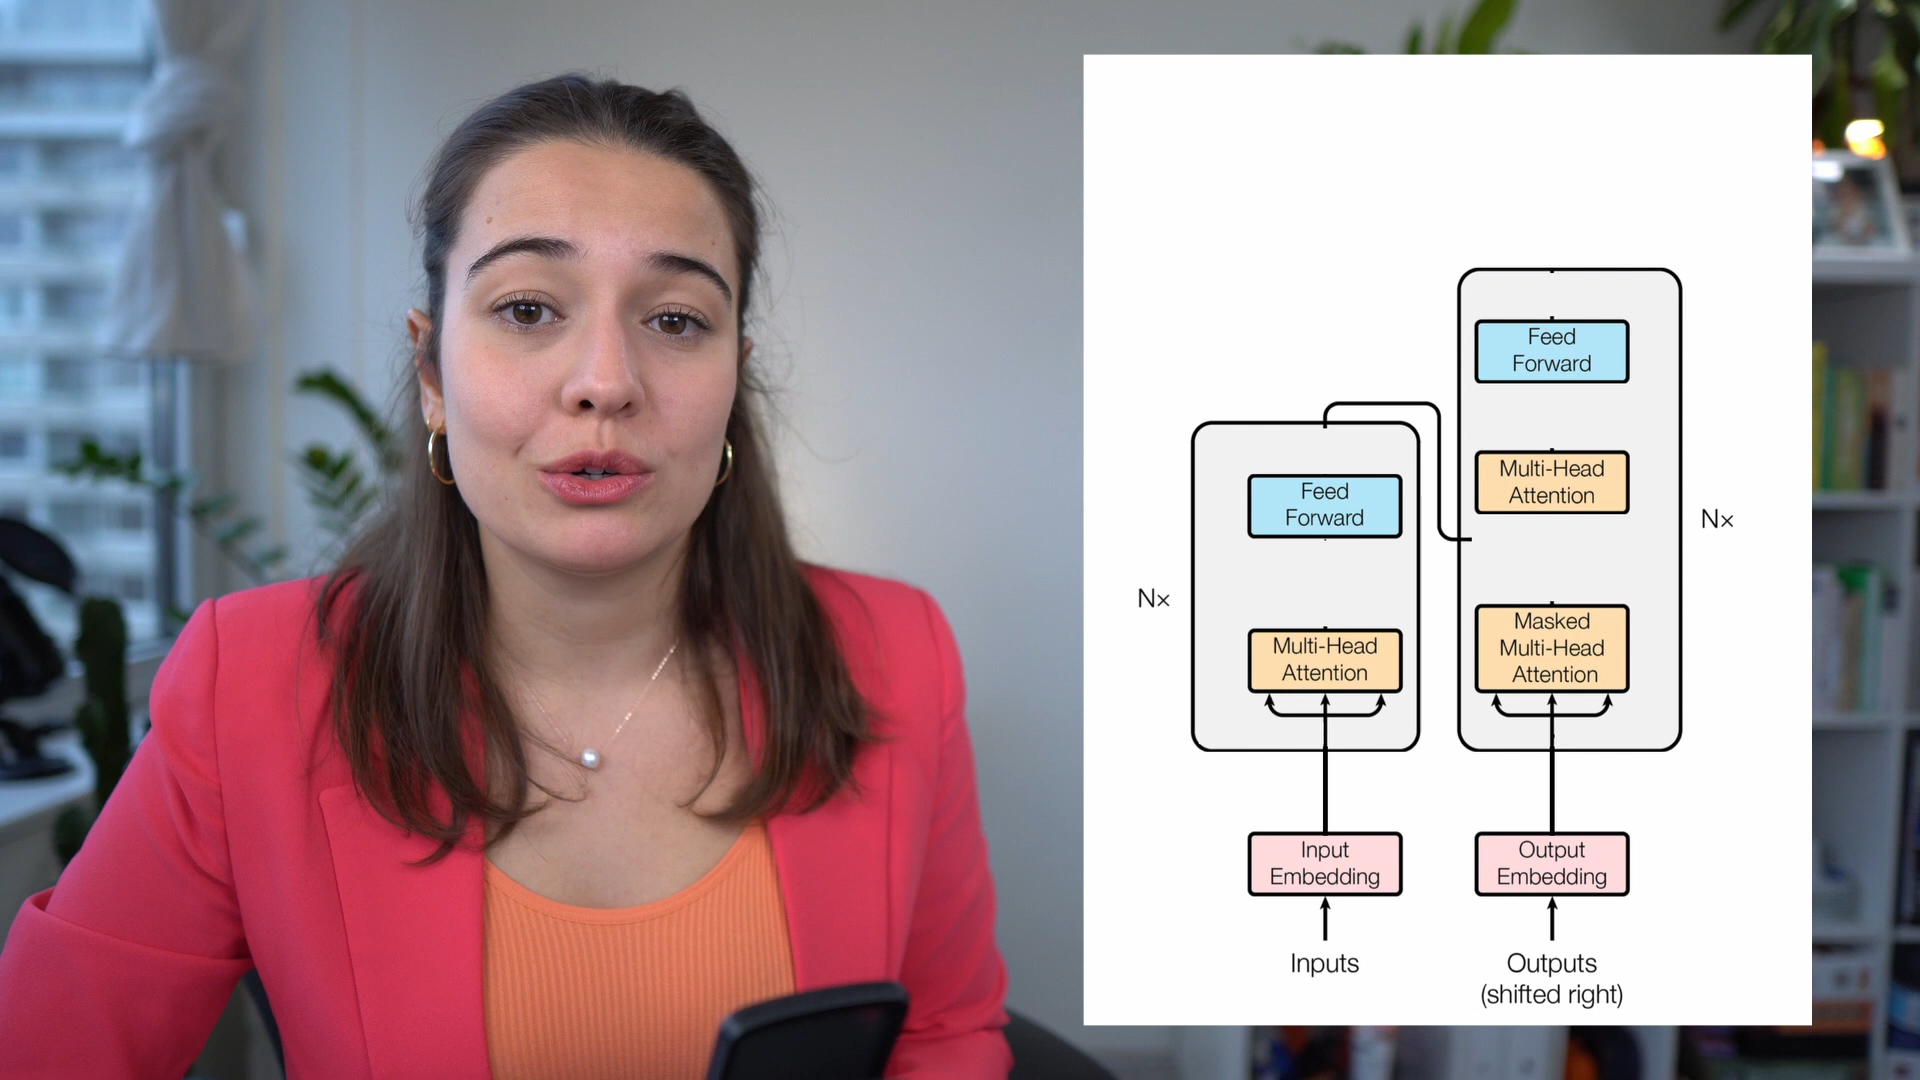 Feed
Forward
Multi-Head
Attention
Feed
Forward
Nx
Nx
Masked
Multi-Head
Attention
Multi-Head
Attention
Input
Embedding
Output
Embedding
Inputs
Outputs
(shifted right)